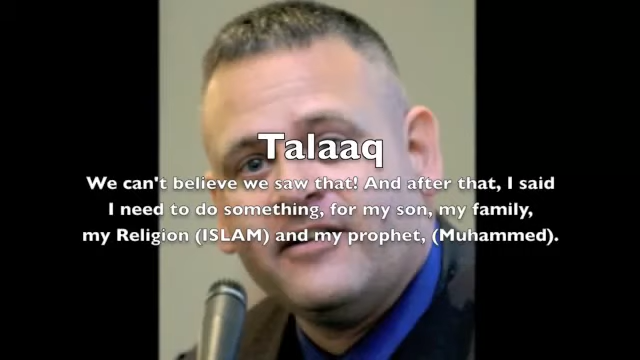 Talaaq
We can't believe we saw that! And after that, I said
I need to do something, for my son, my family,
my Religion (ISLAM) and my prophet, (Muhammed).